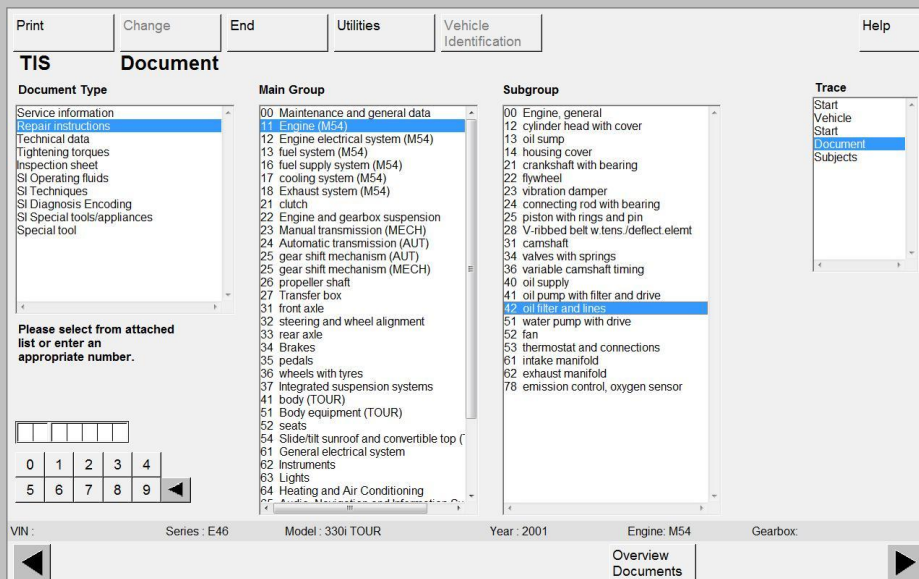 Print
Change
End
Utilities
Vehicle
Identification
Help
TIS
Document
Document Type
Service information
Repair instructions
Technical data
Tightening torques
Inspection sheet
SI Operating fluids
SI Techniques
SI Diagnosis Encoding
SI Special tools/appliances
Special tool
Please select from attached
list or enter an
appropriate number.
0 1 2 3 4
5 6 7 8 9
Main Group
00 Maintenance and general data
11 Engine (M54)
12 Engine electrical system (M54)
13 fuel system (M54)
16 fuel supply system (M54)
17 cooling system (M54)
18 Exhaust system (M54)
21 clutch
22 Engine and gearbox suspension
23 Manual transmission (MECH)
24 Automatic transmission (AUT)
25 gear shift mechanism (AUT)
25 gear shift mechanism (MECH)
26 propeller shaft
27 Transfer box
31 front axle
32 steering and wheel alignment
33 rear axle
34 Brakes
35 pedals
36 wheels with tyres
37 Integrated suspension systems
41 body (TOUR)
51 Body equipment (TOUR)
52 seats
54 Slide/tilt sunroof and convertible top (
61 General electrical system
62 Instruments
63 Lights
64 Heating and Air Conditioning
65 Audio, Navigation and Information
Subgroup
00 Engine, general
12 cylinder head with cover
13 oil sump
14 housing cover
21 crankshaft with bearing
22 flywheel
23 vibration damper
24 connecting rod with bearing
25 piston with rings and pin
28 V-ribbed belt w.tens./deflect.elemt
31 camshaft
34 valves with springs
36 variable camshaft timing
40 oil supply
41 oil pump with filter and drive
42 oil filter and lines
51 water pump with drive
52 fan
53 thermostat and connections
61 intake manifold
62 exhaust manifold
78 emission control, oxygen sensor
Trace
Start
Vehicle
Start
Document
Subjects
VIN : Series : E46 Model : 330i TOUR Year : 2001 Engine: M54 Gearbox:
Overview
Documents